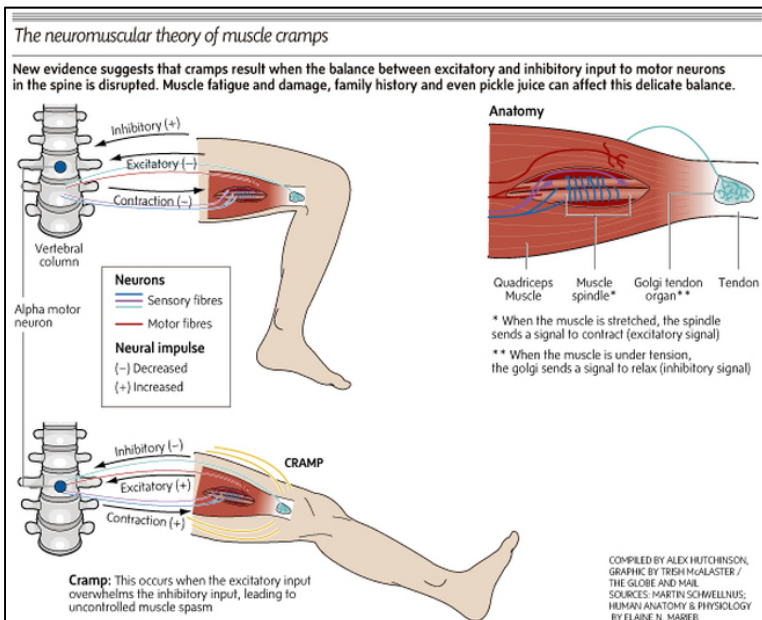 The neuromuscular theory of muscle cramps
New evidence suggests that cramps result when the balance between excitatory and inhibitory input to motor neurons
in the spine is disrupted. Muscle fatigue and damage, family history and even pickle juice can affect this delicate balance.
Inhibitory (+)
Excitatory (−)
Contraction (−)
Vertebral
column
Alpha motor
neuron
Neurons
Sensory fibres
Motor fibres
Neural impulse
(−) Decreased
(+) Increased
Anatomy
Quadriceps
Muscle
Muscle
spindle*
Golgi tendon
organ**
Tendon
* When the muscle is stretched, the spindle
sends a signal to contract (excitatory signal)
** When the muscle is under tension,
the golgi sends a signal to relax (inhibitory signal)
Inhibitory (−)
Excitatory (+)
Contraction (+)
CRAMP
Cramp: This occurs when the excitatory input
overwhelms the inhibitory input, leading to
uncontrolled muscle spasm
COMPILED BY ALEX HUTCHINSON,
GRAPHIC BY TRISH McALASTER /
THE GLOBE AND MAIL
SOURCES: MARTIN SCHWELLNUS;
HUMAN ANATOMY & PHYSIOLOGY
BY ELAINE N. MARIEB